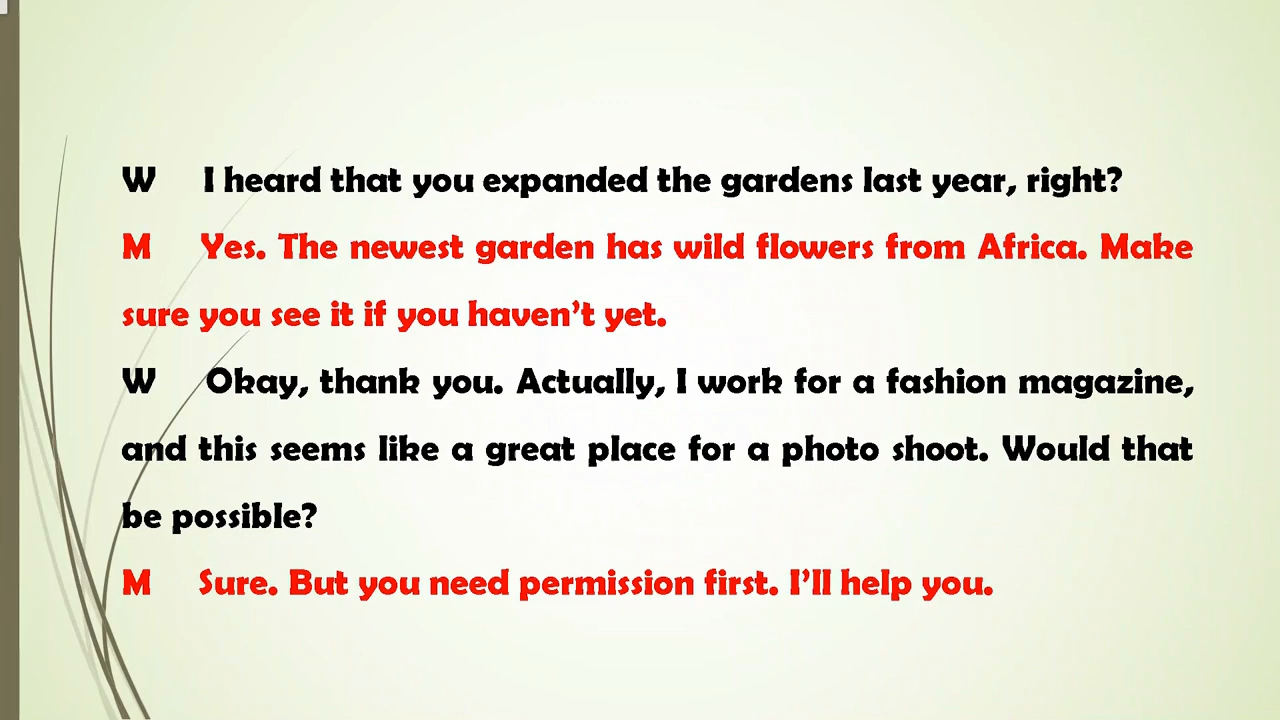 W I heard that you expanded the gardens last year, right?
M Yes. The newest garden has wild flowers from Africa. Make
sure you see it if you haven’t yet.
W Okay, thank you. Actually, I work for a fashion magazine,
and this seems like a great place for a photo shoot. Would that
be possible?
M Sure. But you need permission first. I’ll help you.